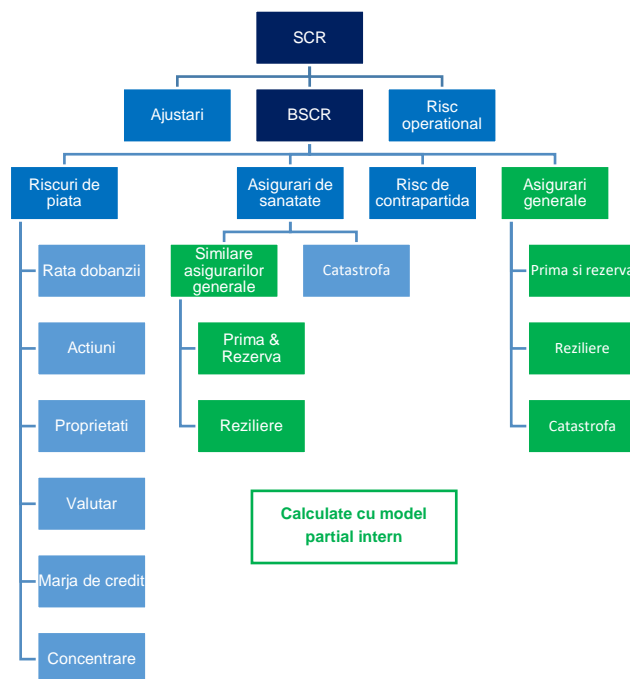 SCR
Ajustari
BSCR
Risc
operational
Riscuri de
piata
Asigurari de
sanatate
Risc de
contrapartida
Asigurari
generale
Rata dobanzii
Similare
asigurarilor
generale
Catastrofa
Prima si rezerva
Actiuni
Prima &
Rezerva
Reziliere
Proprietati
Reziliere
Catastrofa
Valutar
Calculate cu model
partial intern
Marja de credit
Concentrare